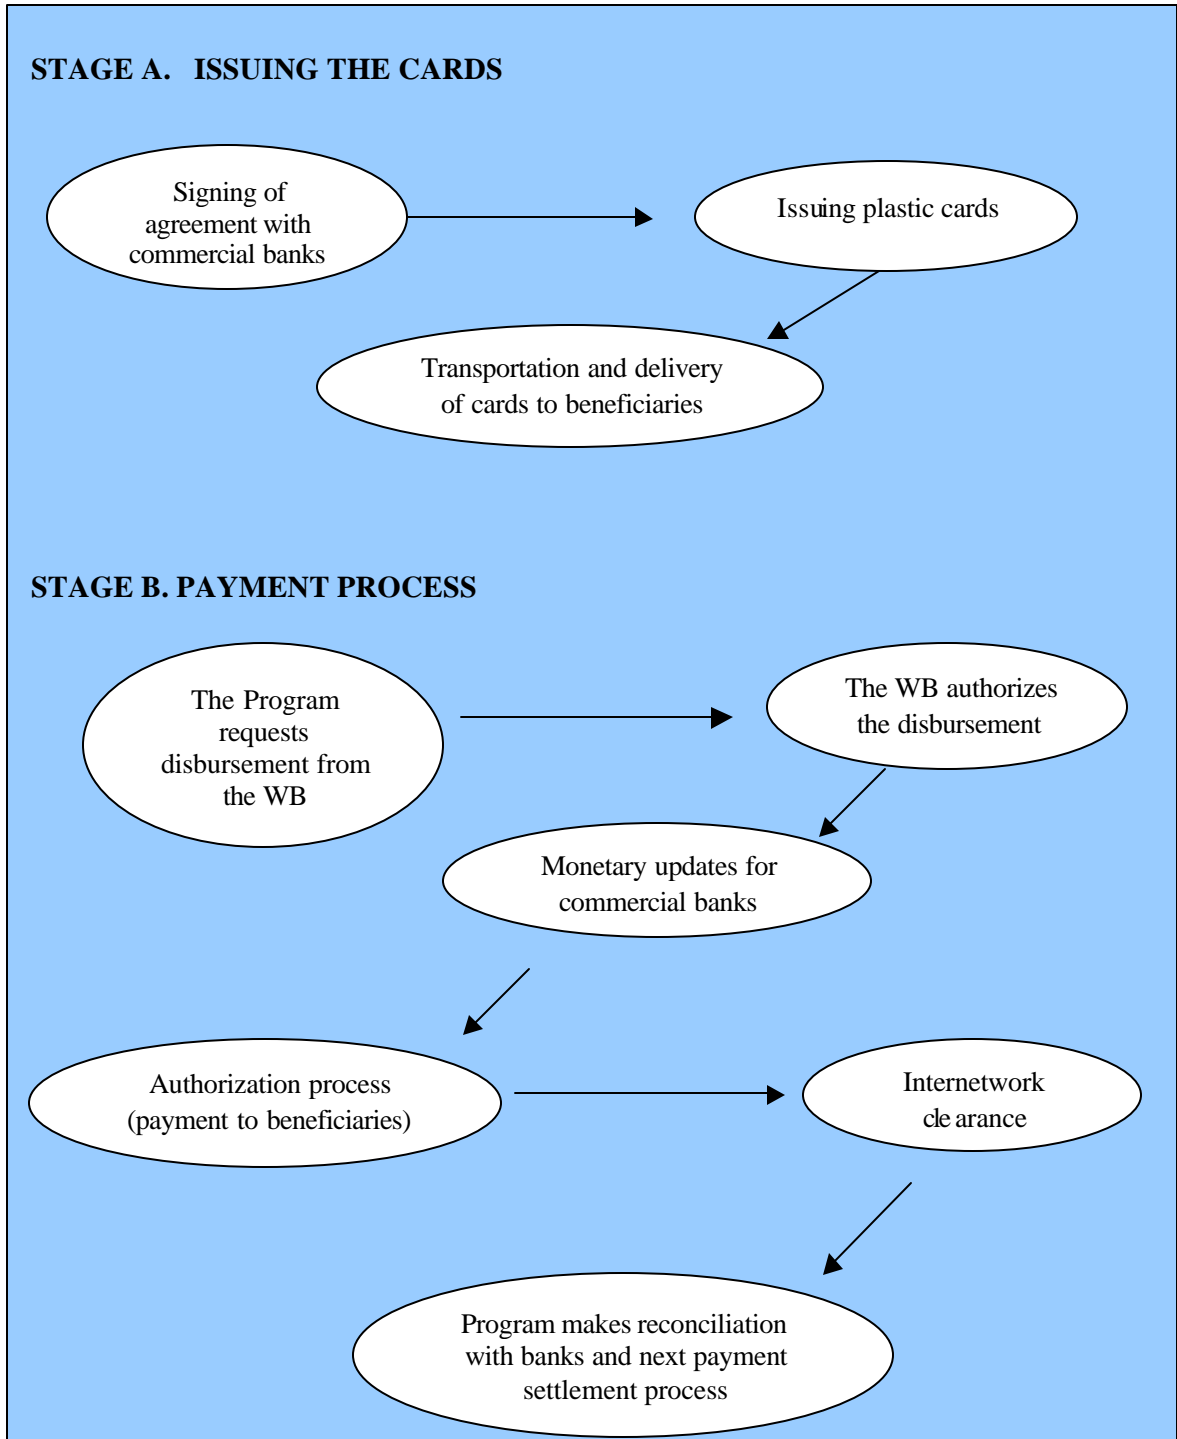 STAGE A. ISSUING THE CARDS
Signing of
agreement with
commercial banks
Issuing plastic cards
Transportation and delivery
of cards to beneficiaries
STAGE B. PAYMENT PROCESS
The Program
requests
disbursement from
the WB
The WB authorizes
the disbursement
Monetary updates for
commercial banks
Authorization process
(payment to beneficiaries)
Internetwork
clearance
Program makes reconciliation
with banks and next payment
settlement process